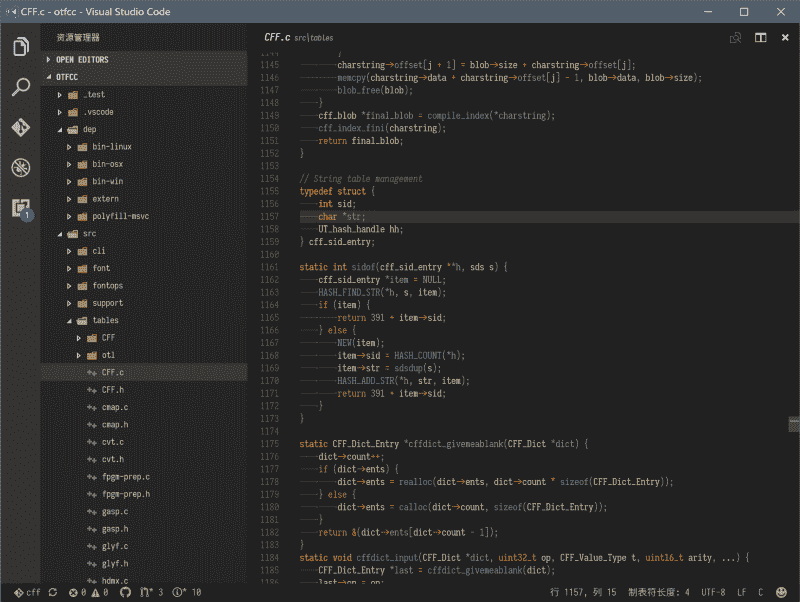 CFF.c - otfcc - Visual Studio Code
资源管理器
OPEN EDITORS
OTFCC
_test
.vscode
dep
bin-linux
bin-osx
bin-win
extern
polyfill-msvc
src
cli
font
fontops
support
tables
CFF
otl
CFF.c
CFF.h
cmap.c
cmap.h
cvt.c
cvt.h
fpgm-prep.c
fpgm-prep.h
gasp.c
gasp.h
glyf.c
glyf.h
hdmx.c
1
CFF.c src\tables
1144 }
1145 charstring→offset[j + 1] = blob→size + charstring→offset[j];
1146 memcpy(charstring→data + charstring→offset[j] - 1, blob→data, blob→size);
1147 blob_free(blob);
1148 }
1149 cff_blob *final_blob = compile_index(*charstring);
1150 cff_index_fini(charstring);
1151 return final_blob;
1152 }
1153
1154 // String table management
1155 typedef struct {
1156 int sid;
1157 char *str;
1158 UT_hash_handle hh;
1159 } cff_sid_entry;
1160
1161 static int sidof(cff_sid_entry **h, sds s) {
1162 cff_sid_entry *item = NULL;
1163 HASH_FIND_STR(*h, s, item);
1164 if (item) {
1165 return 391 + item→sid;
1166 } else {
1167 NEW(item);
1168 item→sid = HASH_COUNT(*h);
1169 item→str = sdsdup(s);
1170 HASH_ADD_STR(*h, str, item);
1171 return 391 + item→sid;
1172 }
1173 }
1174
1175 static CFF_Dict_Entry *cffdict_givemeablank(CFF_Dict *dict) {
1176 dict→count++;
1177 if (dict→ents) {
1178 dict→ents = realloc(dict→ents, dict→count * sizeof(CFF_Dict_Entry));
1179 } else {
1180 dict→ents = calloc(dict→count, sizeof(CFF_Dict_Entry));
1181 }
1182 return &(dict→ents[dict→count - 1]);
1183 }
1184 static void cffdict_input(CFF_Dict *dict, uint32_t op, CFF_Value_Type t, uint16_t arity, ...) {
1185 CFF_Dict_Entry *last = cffdict_givemeablank(dict);
1186 last→op = op;
cff 0 0 3 10 行 1157, 列 15 制表符长度: 4 UTF-8 LF C